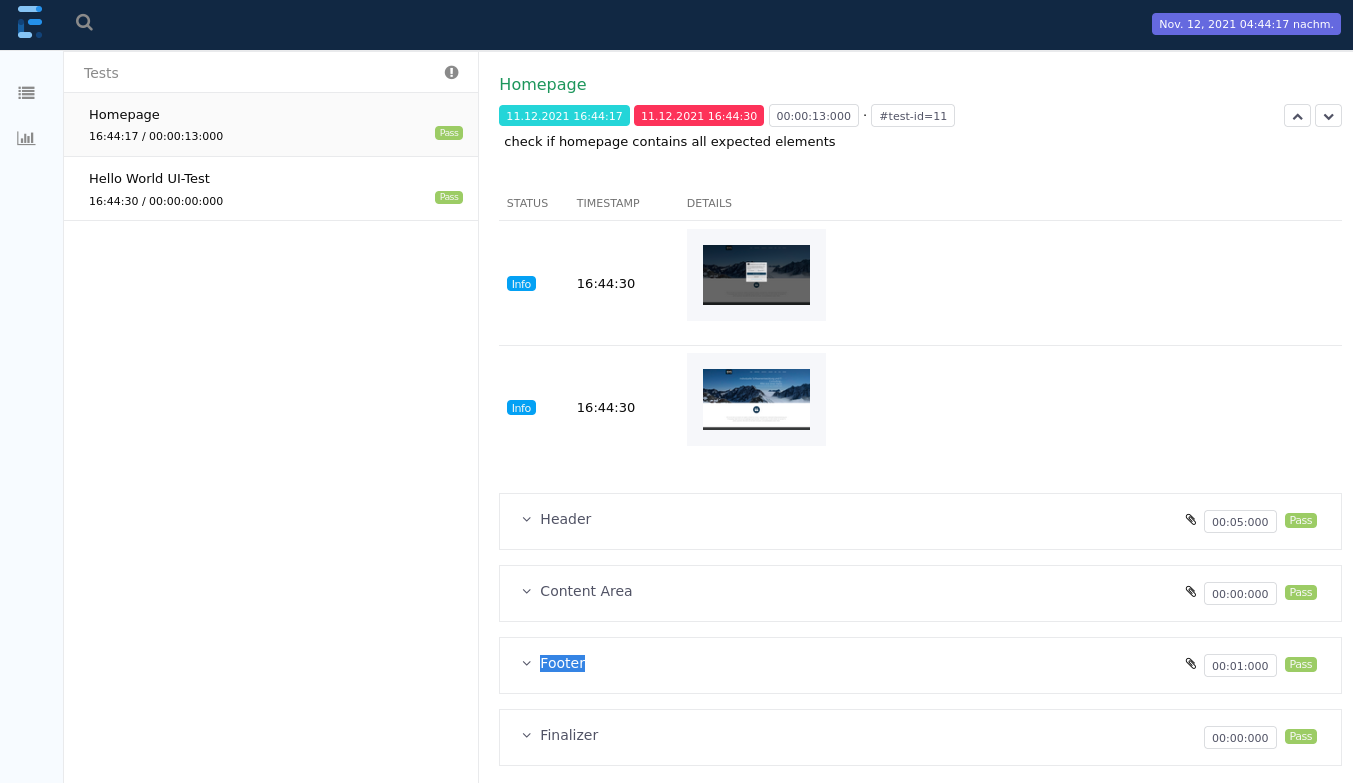 Nov. 12, 2021 04:44:17 nachm.
Tests
Homepage
16:44:17 / 00:00:13:000 Pass
Hello World UI-Test
16:44:30 / 00:00:00:000 Pass
Homepage
11.12.2021 16:44:17 11.12.2021 16:44:30 00:00:13:000 · #test-id=11
check if homepage contains all expected elements
STATUS TIMESTAMP DETAILS
Info 16:44:30
Info 16:44:30
Header 00:05:000 Pass
Content Area 00:00:000 Pass
Footer 00:01:000 Pass
Finalizer 00:00:000 Pass